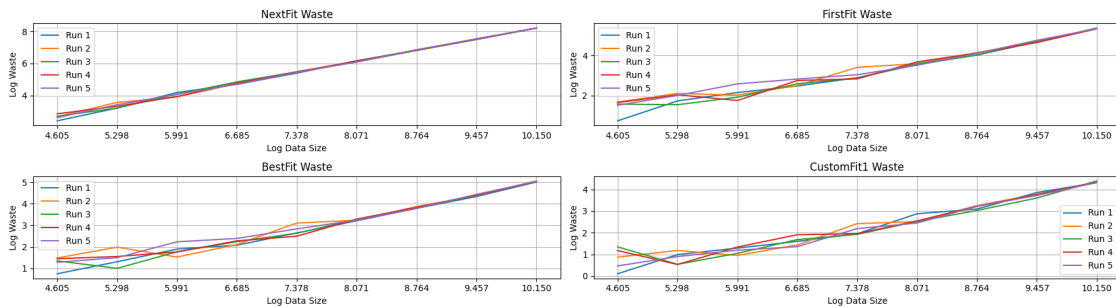 NextFit Waste
Log Waste
8
6
4
Run 1
Run 2
Run 3
Run 4
Run 5
4.605 5.298 5.991 6.685 7.378 8.071 8.764 9.457 10.150
Log Data Size
FirstFit Waste
Log Waste
4
2
Run 1
Run 2
Run 3
Run 4
Run 5
4.605 5.298 5.991 6.685 7.378 8.071 8.764 9.457 10.150
Log Data Size
BestFit Waste
Log Waste
5
4
3
2
1
Run 1
Run 2
Run 3
Run 4
Run 5
4.605 5.298 5.991 6.685 7.378 8.071 8.764 9.457 10.150
Log Data Size
CustomFit1 Waste
Log Waste
4
3
2
1
0
Run 1
Run 2
Run 3
Run 4
Run 5
4.605 5.298 5.991 6.685 7.378 8.071 8.764 9.457 10.150
Log Data Size